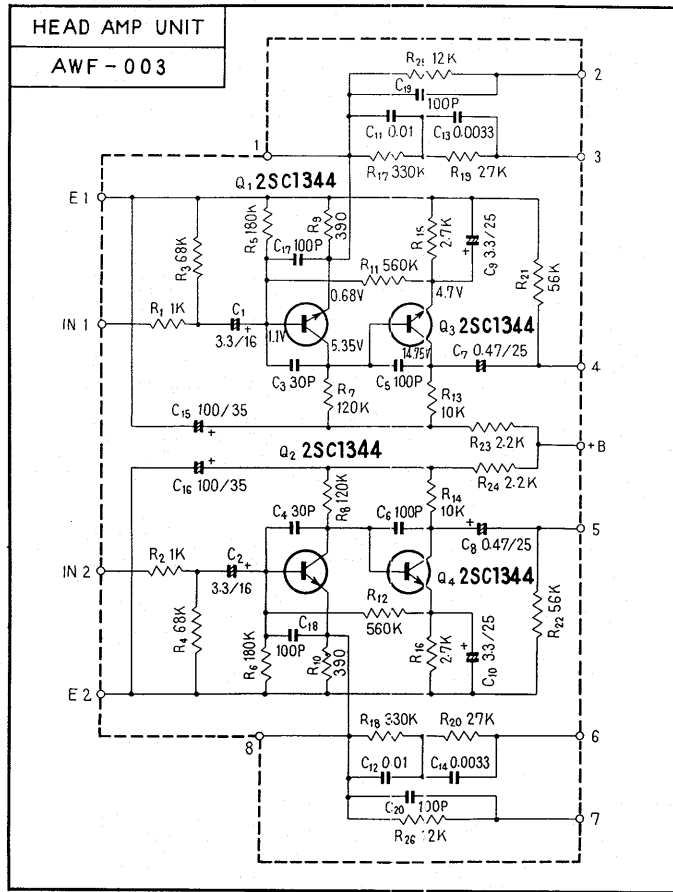 HEAD AMP UNIT
AWF-003
R25 12K
2
C19
100P
C11 0.01
C13 0.0033
1
3
R17 330K
R19 27K
Q1 2SC1344
E1
R3 68K
R5 180K
C17 100P
R9 390
R11 560K
R15 2.7K
+ C9 3.3/25
R21 56K
0.68V
4.7V
IN 1
R1 1K
C1
+
3.3/16
1.1V
5.35V
14.75V
Q3 2SC1344
C7 0.47/25
+
4
C3 30P
C5 100P
R7 120K
R13 10K
C15 100/35
+
R23 2.2K
+B
Q2 2SC1344
C16 100/35
+
R24 2.2K
C4 30P
R8 120K
C6 100P
R14 10K
+
C8 0.47/25
5
IN 2
R2 1K
C2
+
3.3/16
Q4 2SC1344
R12
560K
R4 68K
R6 180K
C18
100P
R10 390
R16 2.7K
+ C10 3.3/25
R22 56K
E2
8
R18 330K
R20 27K
6
C12 0.01
C14 0.0033
C20 100P
7
R26 12K